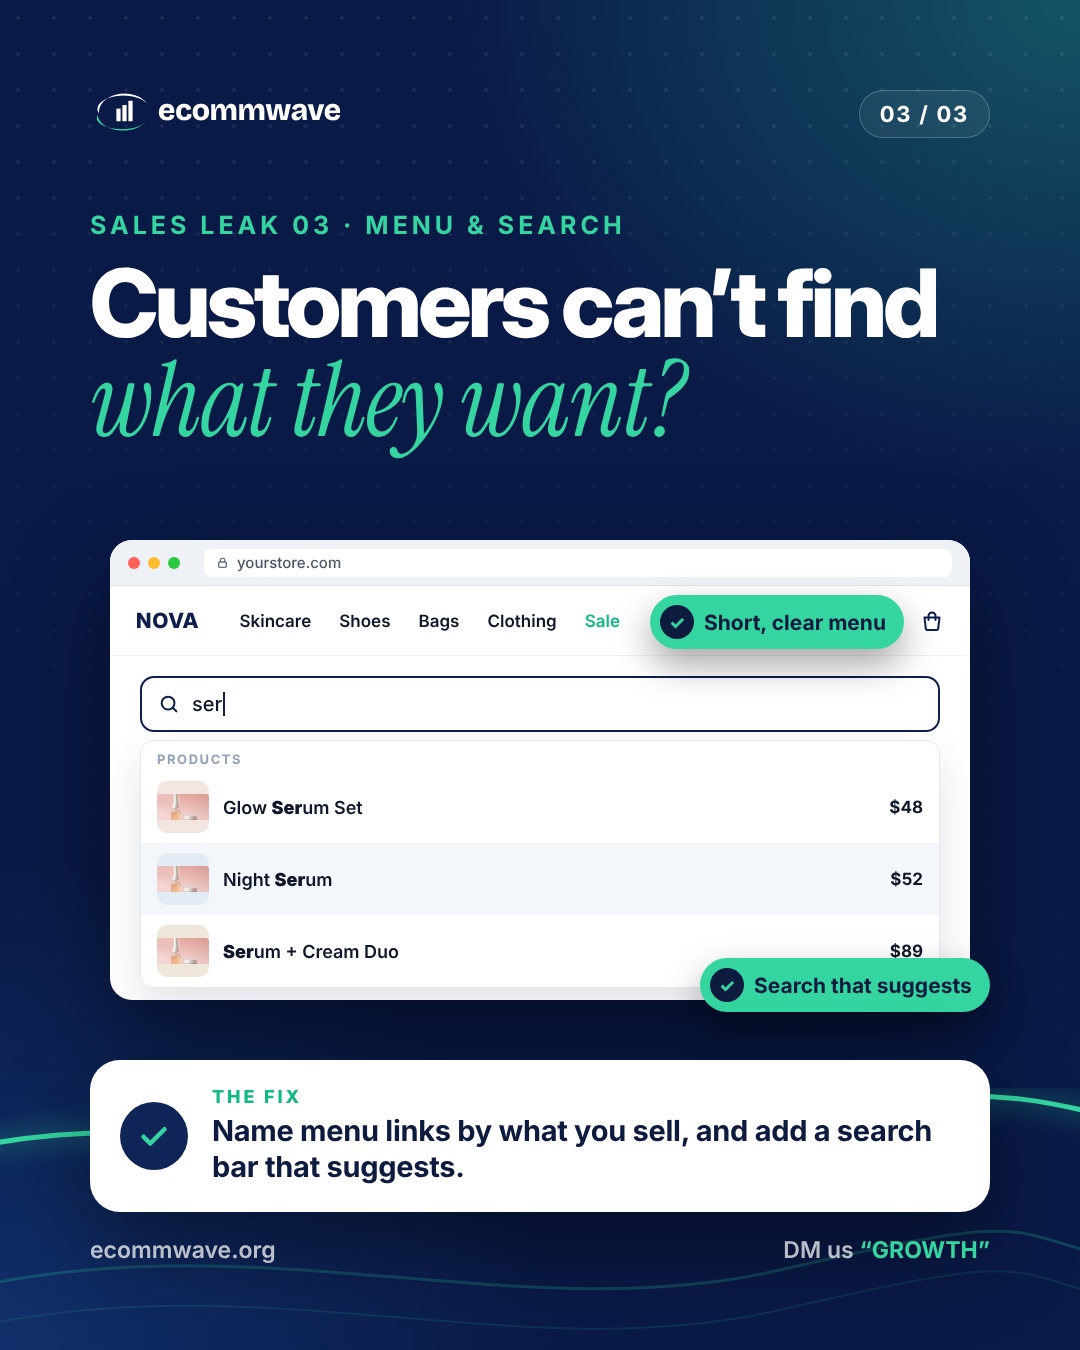 ecommwave
03 / 03
SALES LEAK 03 · MENU & SEARCH
Customers can’t find
what they want?
yourstore.com
NOVA Skincare Shoes Bags Clothing Sale Short, clear menu
ser
PRODUCTS
Glow Serum Set $48
Night Serum $52
Serum + Cream Duo $89
Search that suggests
THE FIX
Name menu links by what you sell, and add a search
bar that suggests.
ecommwave.org DM us “GROWTH”